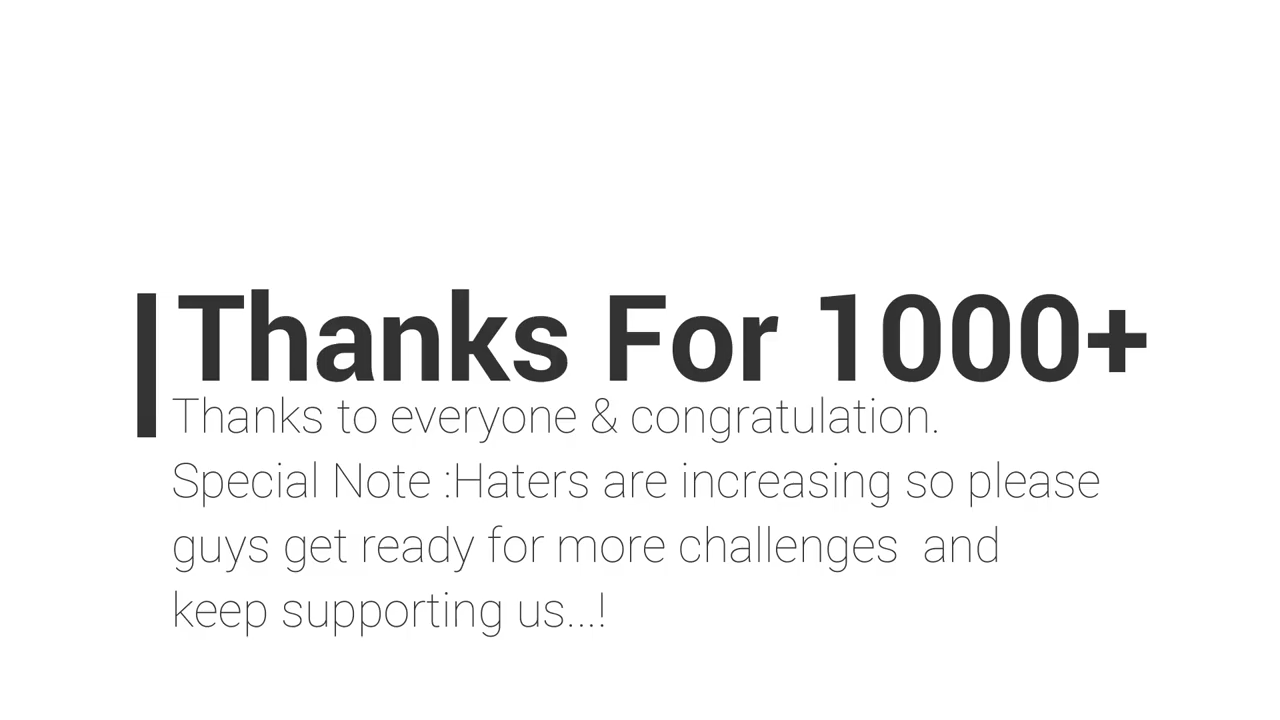 Thanks For 1000+
Thanks to everyone & congratulation.
Special Note :Haters are increasing so please
guys get ready for more challenges  and
keep supporting us...!